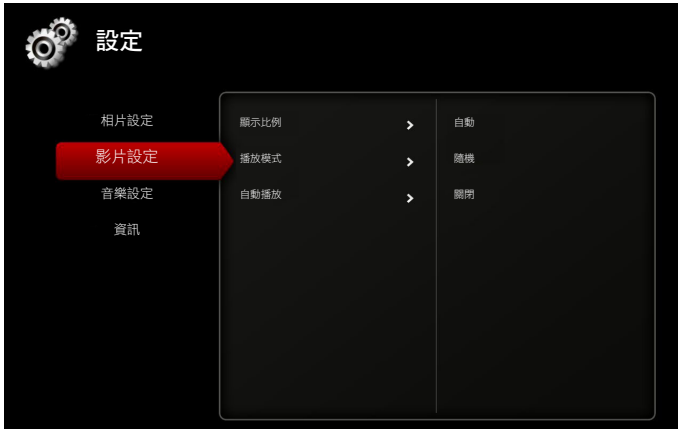 設定
相片設定
影片設定
音樂設定
資訊
顯示比例
自動
播放模式
隨機
自動播放
關閉